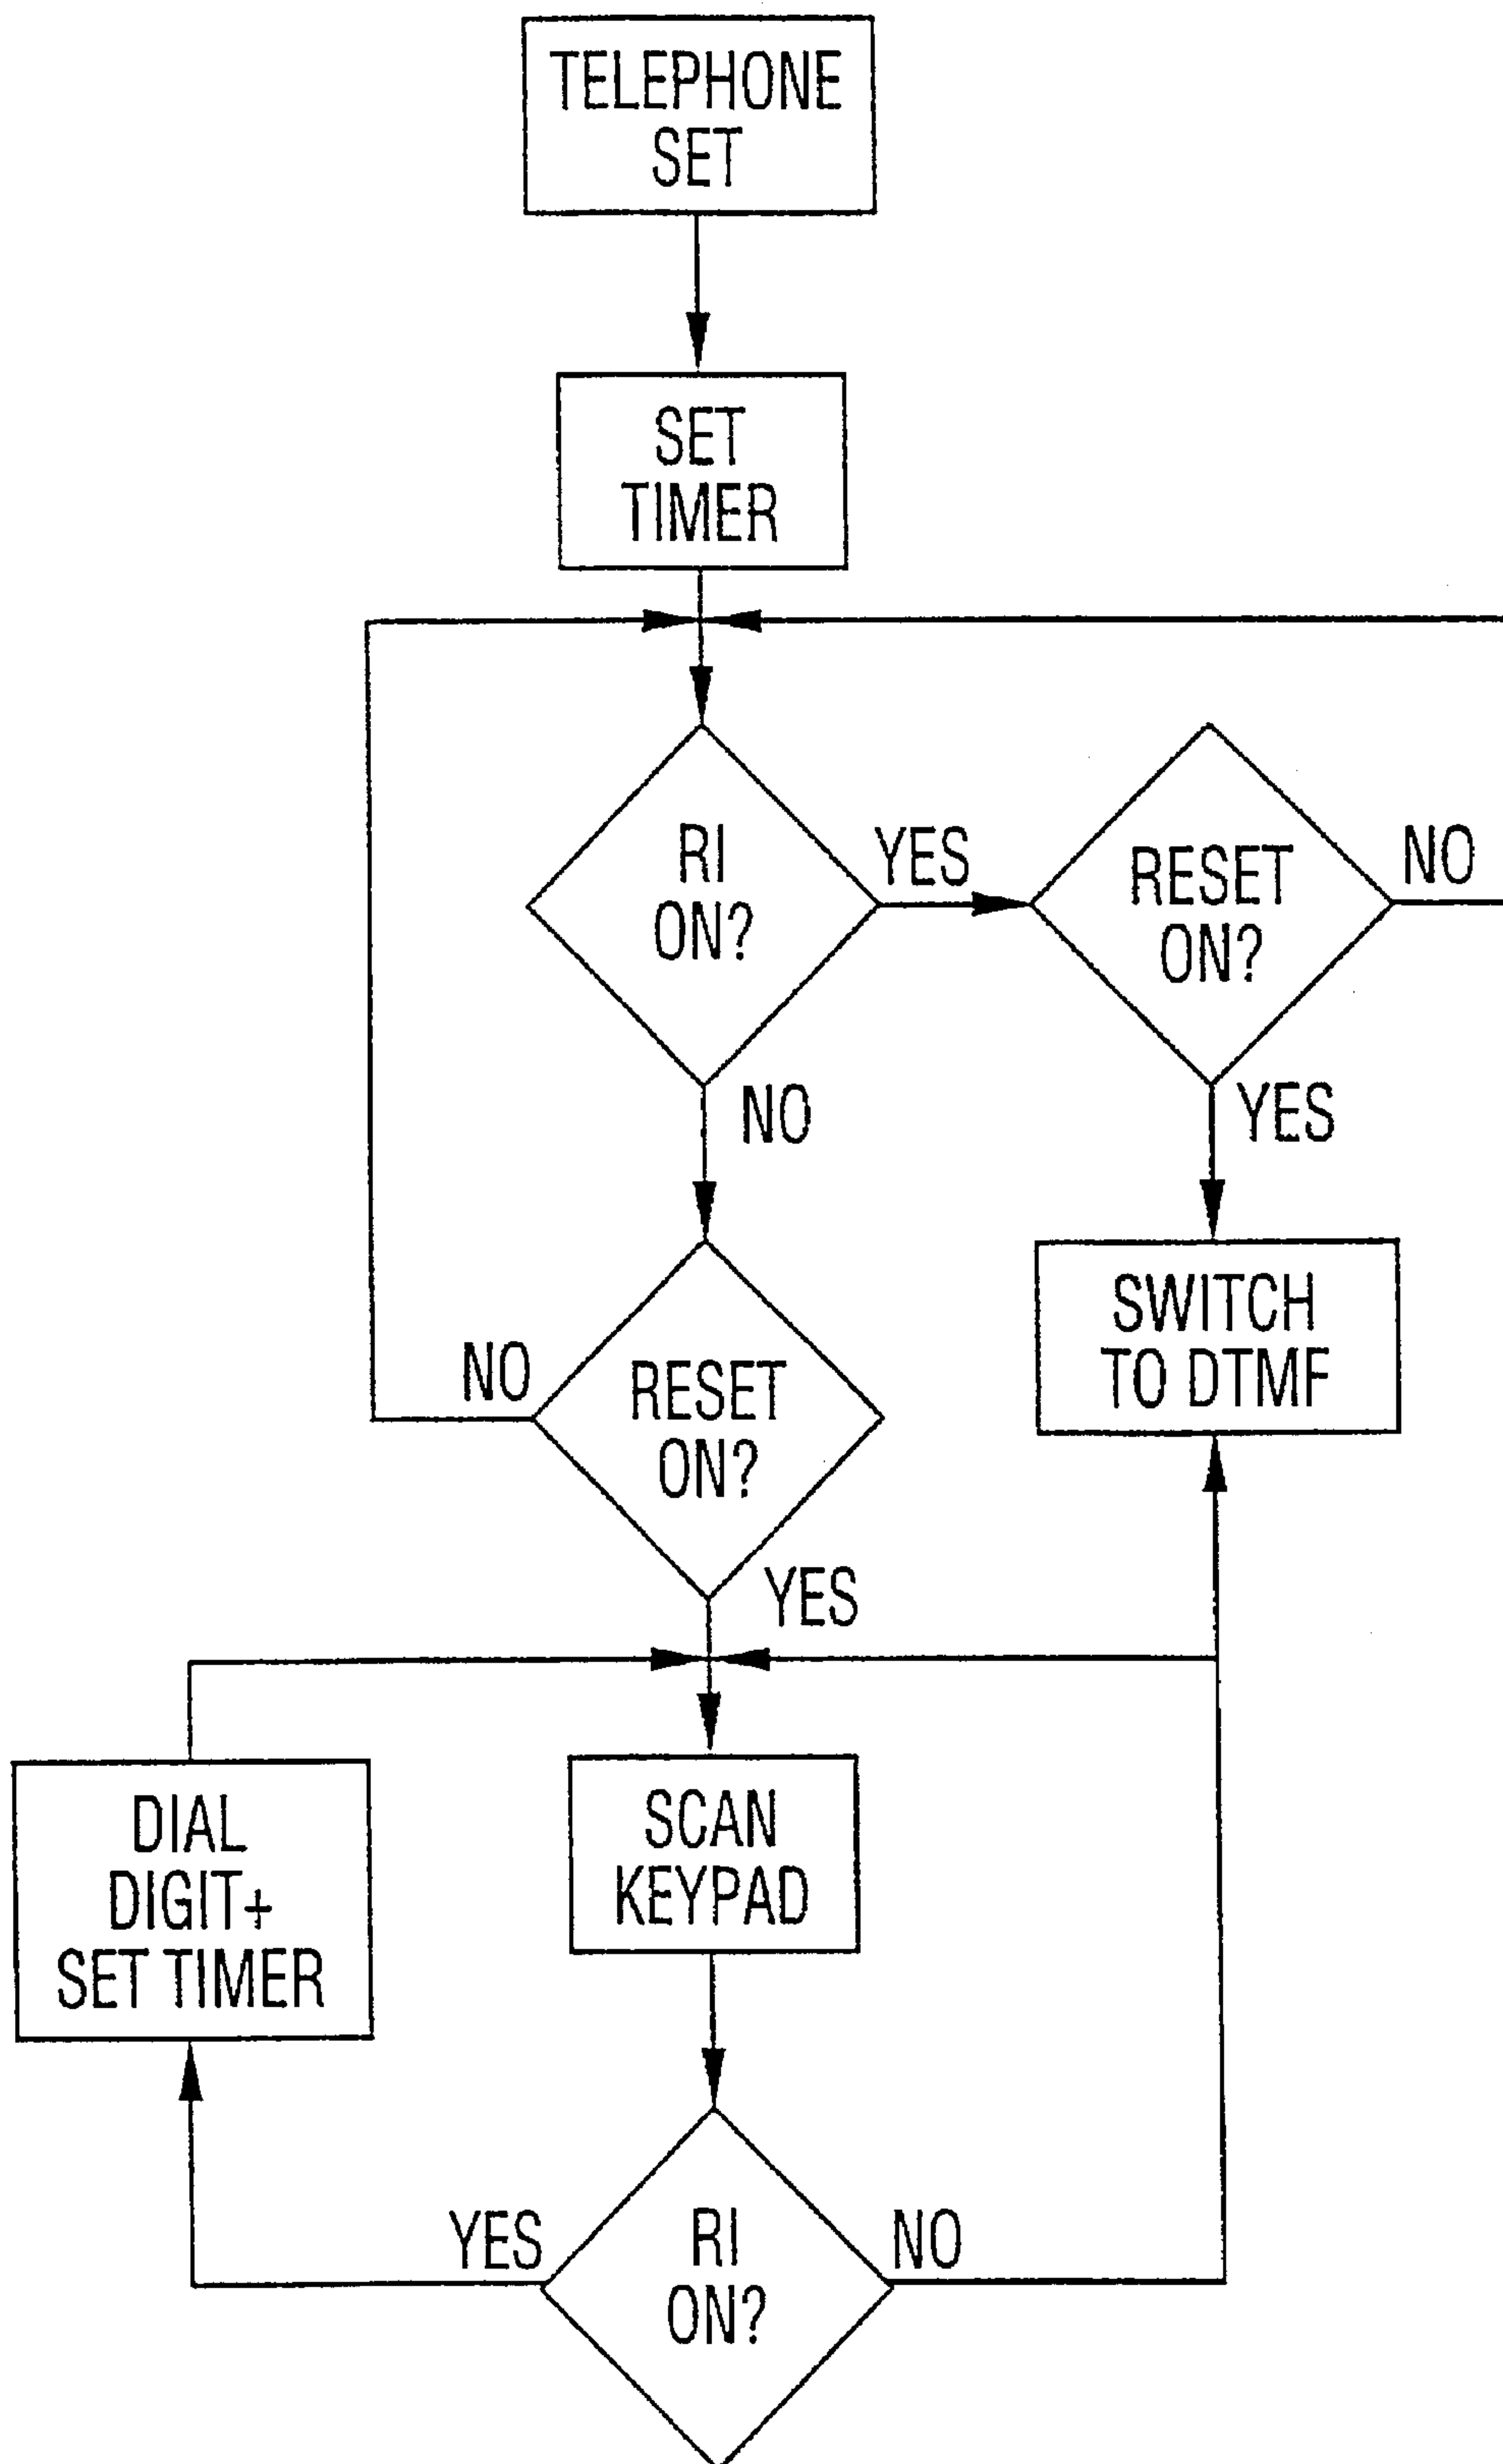 TELEPHONE
SET
SET
TIMER
RI
ON?
YES
RESET
ON?
NO
NO
YES
SWITCH
TO DTMF
NO
RESET
ON?
YES
DIAL
DIGIT+
SET TIMER
SCAN
KEYPAD
YES
RI
ON?
NO